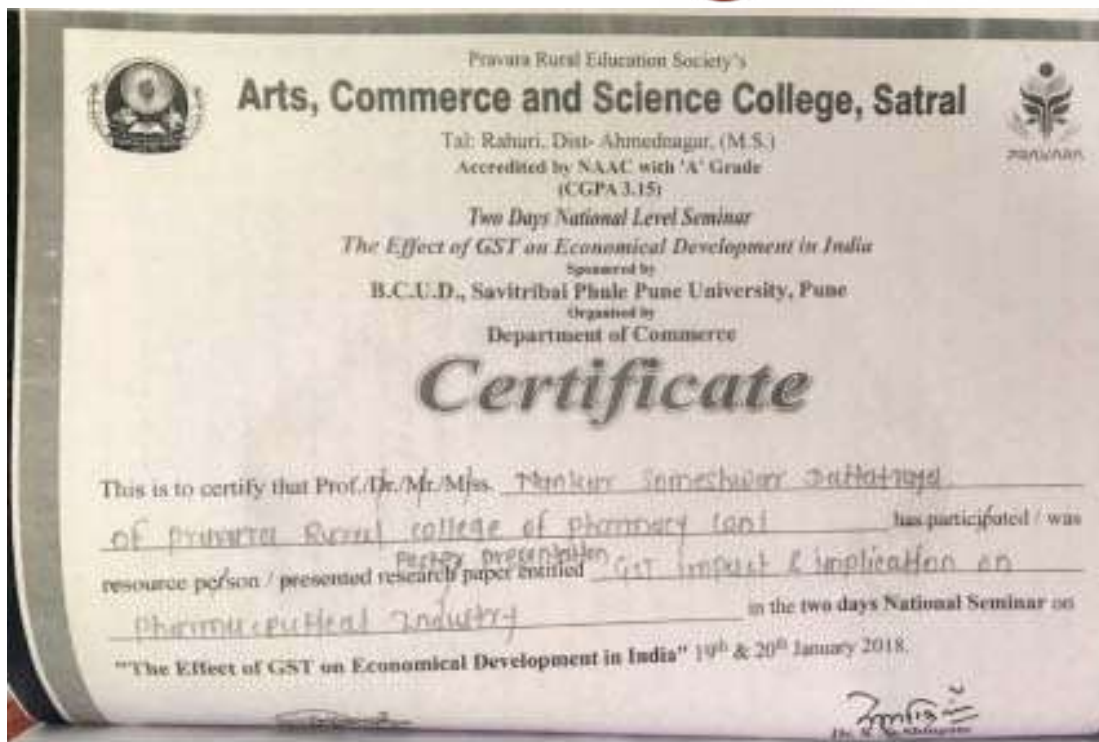 Pravara Rural Education Society's
Arts, Commerce and Science College, Satral
Tal: Rahuri, Dist- Ahmednagar, (M.S.)
Accredited by NAAC with 'A' Grade
(CGPA 3.15)
Two Days National Level Seminar
The Effect of GST on Economical Development in India
Sponsored by
B.C.U.D., Savitribai Phule Pune University, Pune
Organised by
Department of Commerce
Certificate
This is to certify that Prof./Dr./Mr./Miss. Someshwar Dattatraya
of Pravara Rural college of pharmacy Loni has participated / was
poster presentation
resource person / presented research paper entitled GST Impact & implication on
Pharmaceutical Industry in the two days National Seminar on
"The Effect of GST on Economical Development in India" 19th & 20th January 2018.